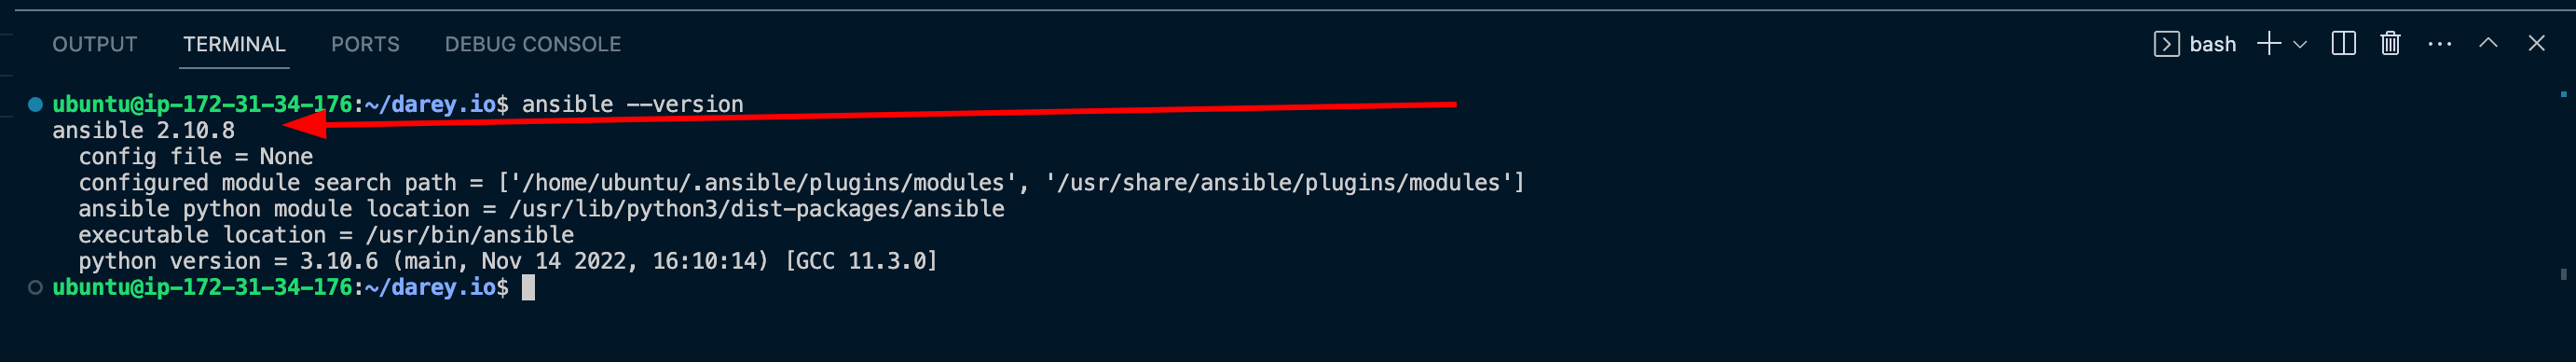 OUTPUT TERMINAL PORTS DEBUG CONSOLE bash
ubuntu@ip-172-31-34-176:~/darey.io$ ansible --version
ansible 2.10.8
  config file = None
  configured module search path = ['/home/ubuntu/.ansible/plugins/modules', '/usr/share/ansible/plugins/modules']
  ansible python module location = /usr/lib/python3/dist-packages/ansible
  executable location = /usr/bin/ansible
  python version = 3.10.6 (main, Nov 14 2022, 16:10:14) [GCC 11.3.0]
ubuntu@ip-172-31-34-176:~/darey.io$